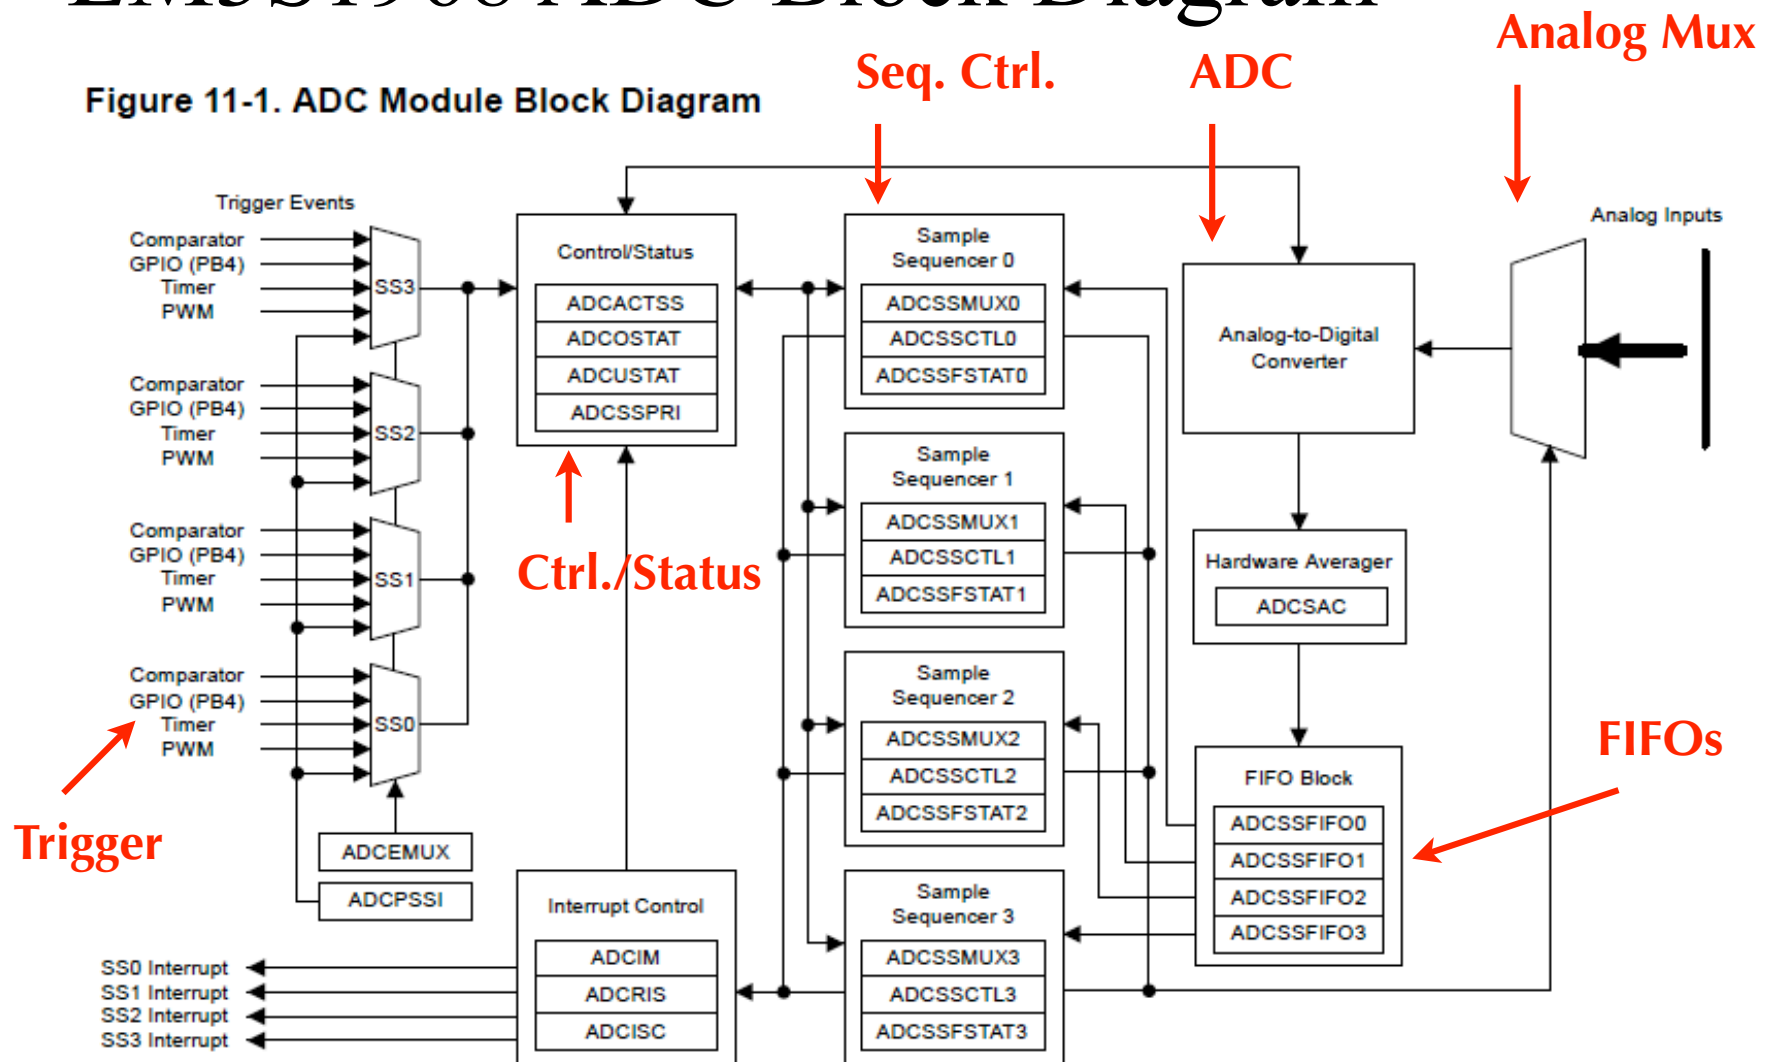 LM3S1968 ADC Block Diagram
Analog Mux
Seq. Ctrl.
ADC
Figure 11-1. ADC Module Block Diagram
Trigger Events
Comparator
GPIO (PB4)
Timer
PWM
SS3
Comparator
GPIO (PB4)
Timer
PWM
SS2
Comparator
GPIO (PB4)
Timer
PWM
SS1
Comparator
GPIO (PB4)
Timer
PWM
SS0
Trigger
ADCEMUX
ADCPSSI
Control/Status
ADCACTSS
ADCOSTAT
ADCUSTAT
ADCSSPRI
Ctrl./Status
Interrupt Control
ADCIM
ADCRIS
ADCISC
SS0 Interrupt
SS1 Interrupt
SS2 Interrupt
SS3 Interrupt
Sample
Sequencer 0
ADCSSMUX0
ADCSSCTL0
ADCSSFSTAT0
Sample
Sequencer 1
ADCSSMUX1
ADCSSCTL1
ADCSSFSTAT1
Sample
Sequencer 2
ADCSSMUX2
ADCSSCTL2
ADCSSFSTAT2
Sample
Sequencer 3
ADCSSMUX3
ADCSSCTL3
ADCSSFSTAT3
Analog-to-Digital
Converter
Hardware Averager
ADCSAC
FIFO Block
ADCSSFIFO0
ADCSSFIFO1
ADCSSFIFO2
ADCSSFIFO3
FIFOs
Analog Inputs